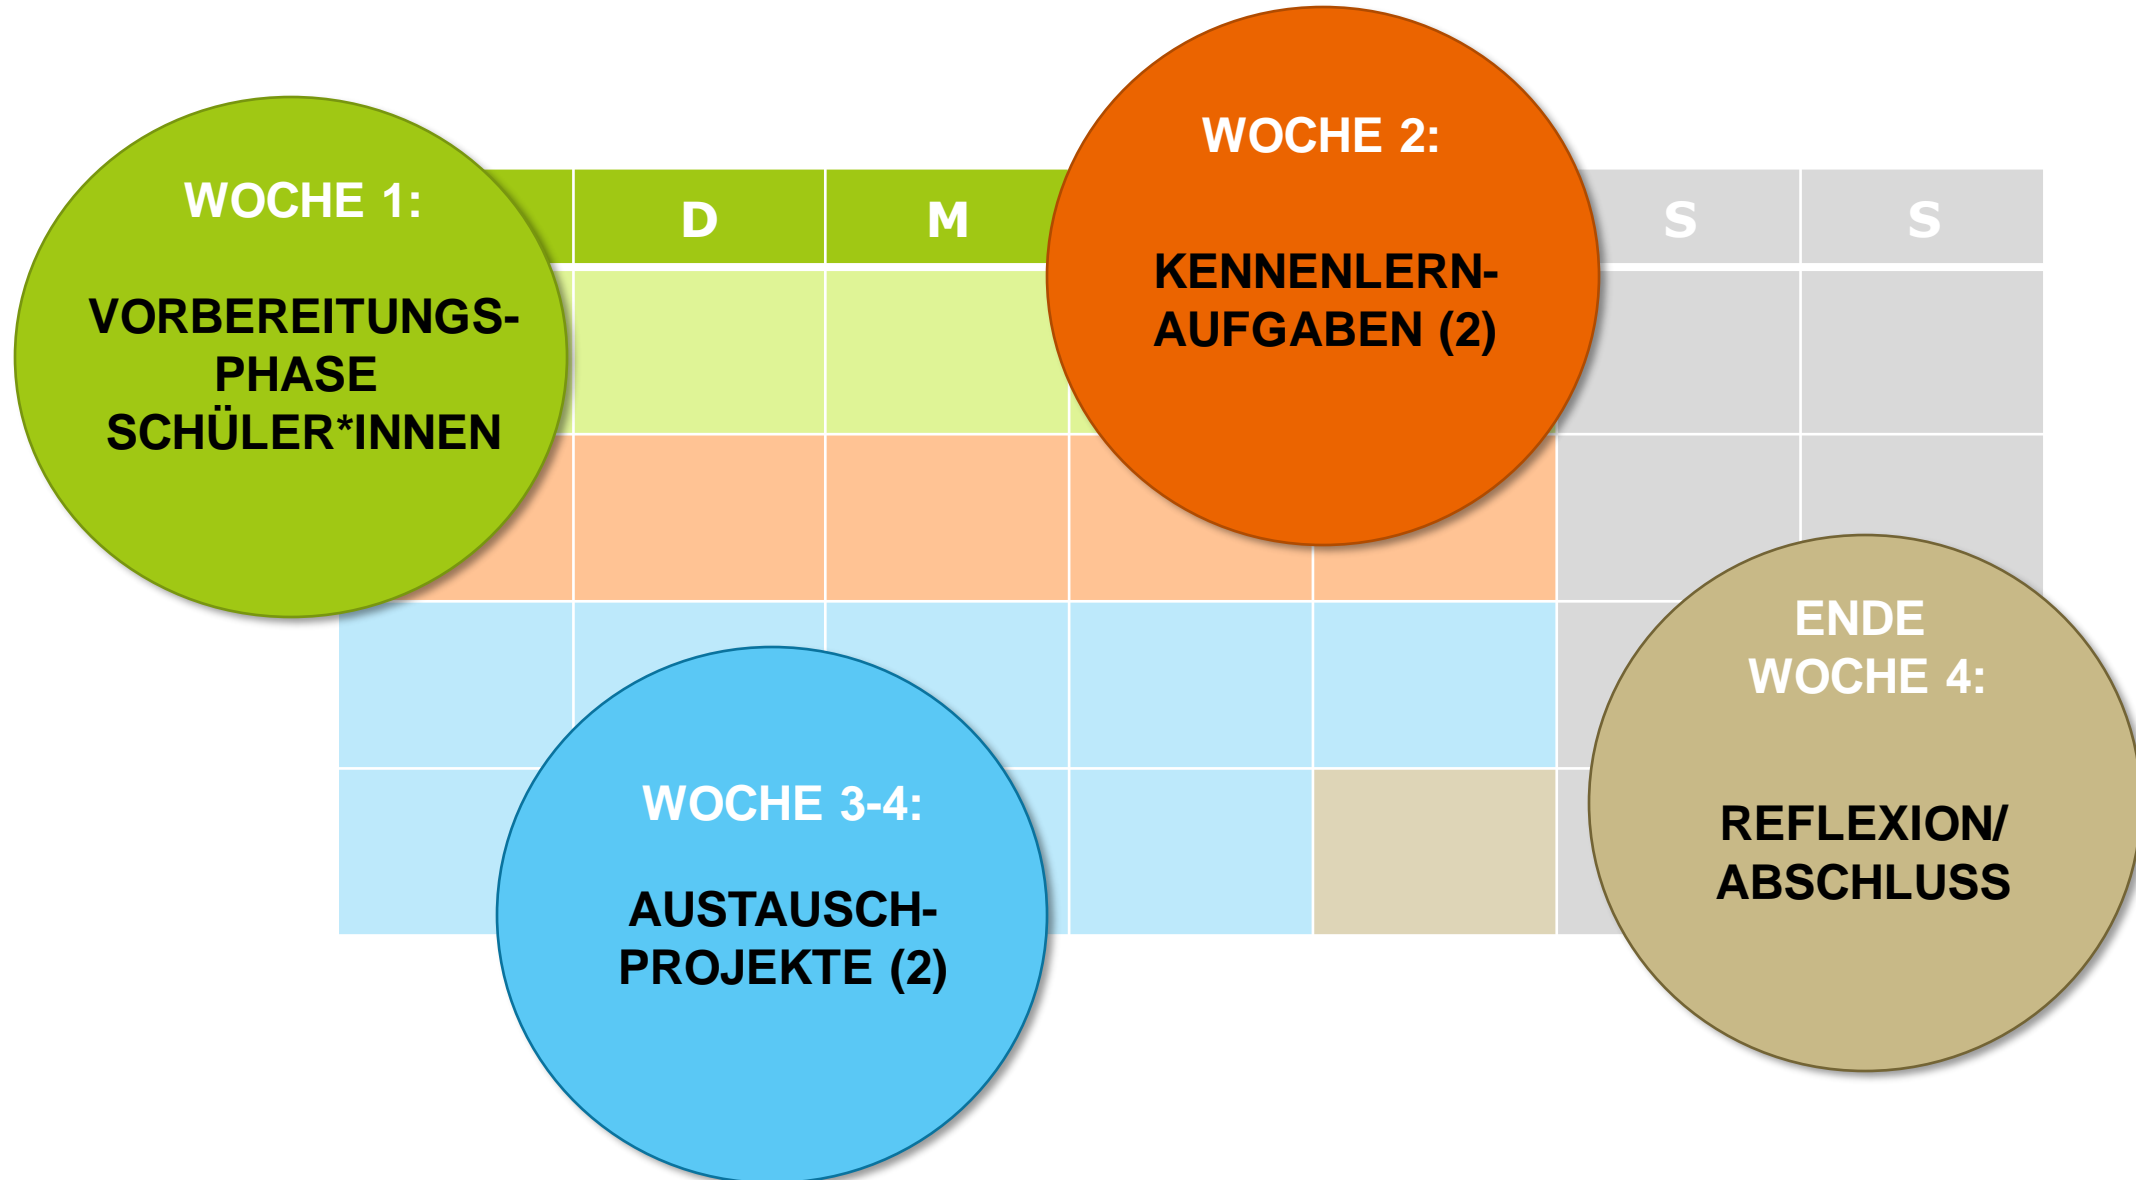 WOCHE 1:
VORBEREITUNGS-
PHASE
SCHÜLER*INNEN
D
M
WOCHE 2:
KENNENLERN-
AUFGABEN (2)
S
S
WOCHE 3-4:
AUSTAUSCH-
PROJEKTE (2)
ENDE
WOCHE 4:
REFLEXION/
ABSCHLUSS